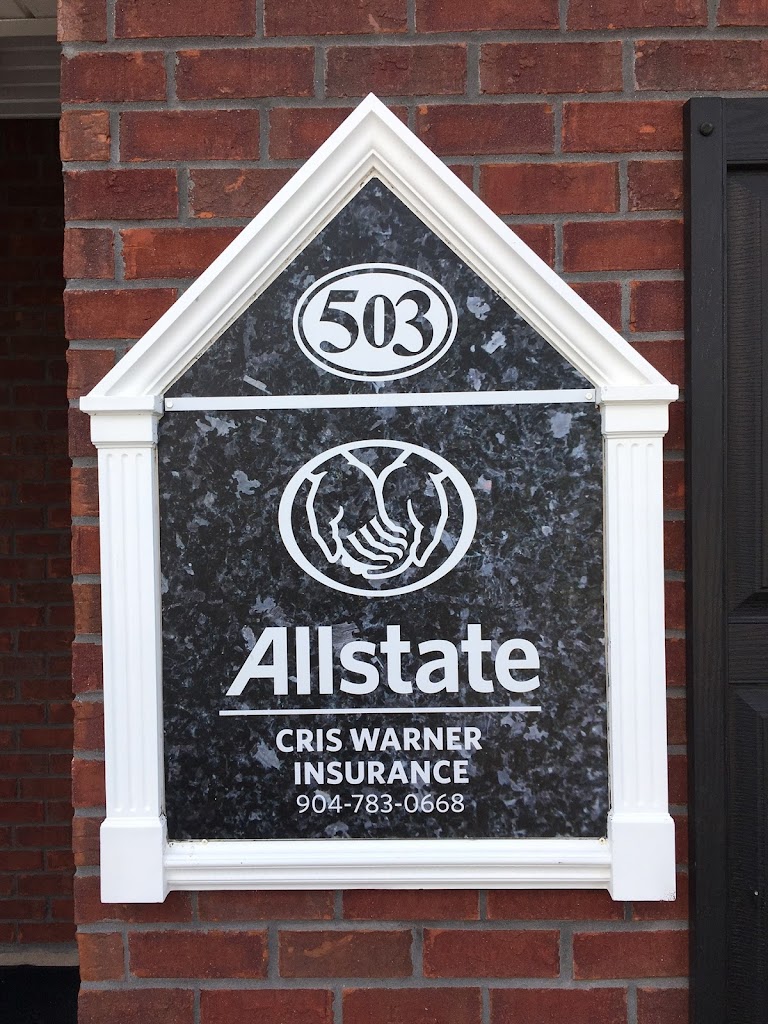 503
Allstate
CRIS WARNER
INSURANCE
904-783-0668